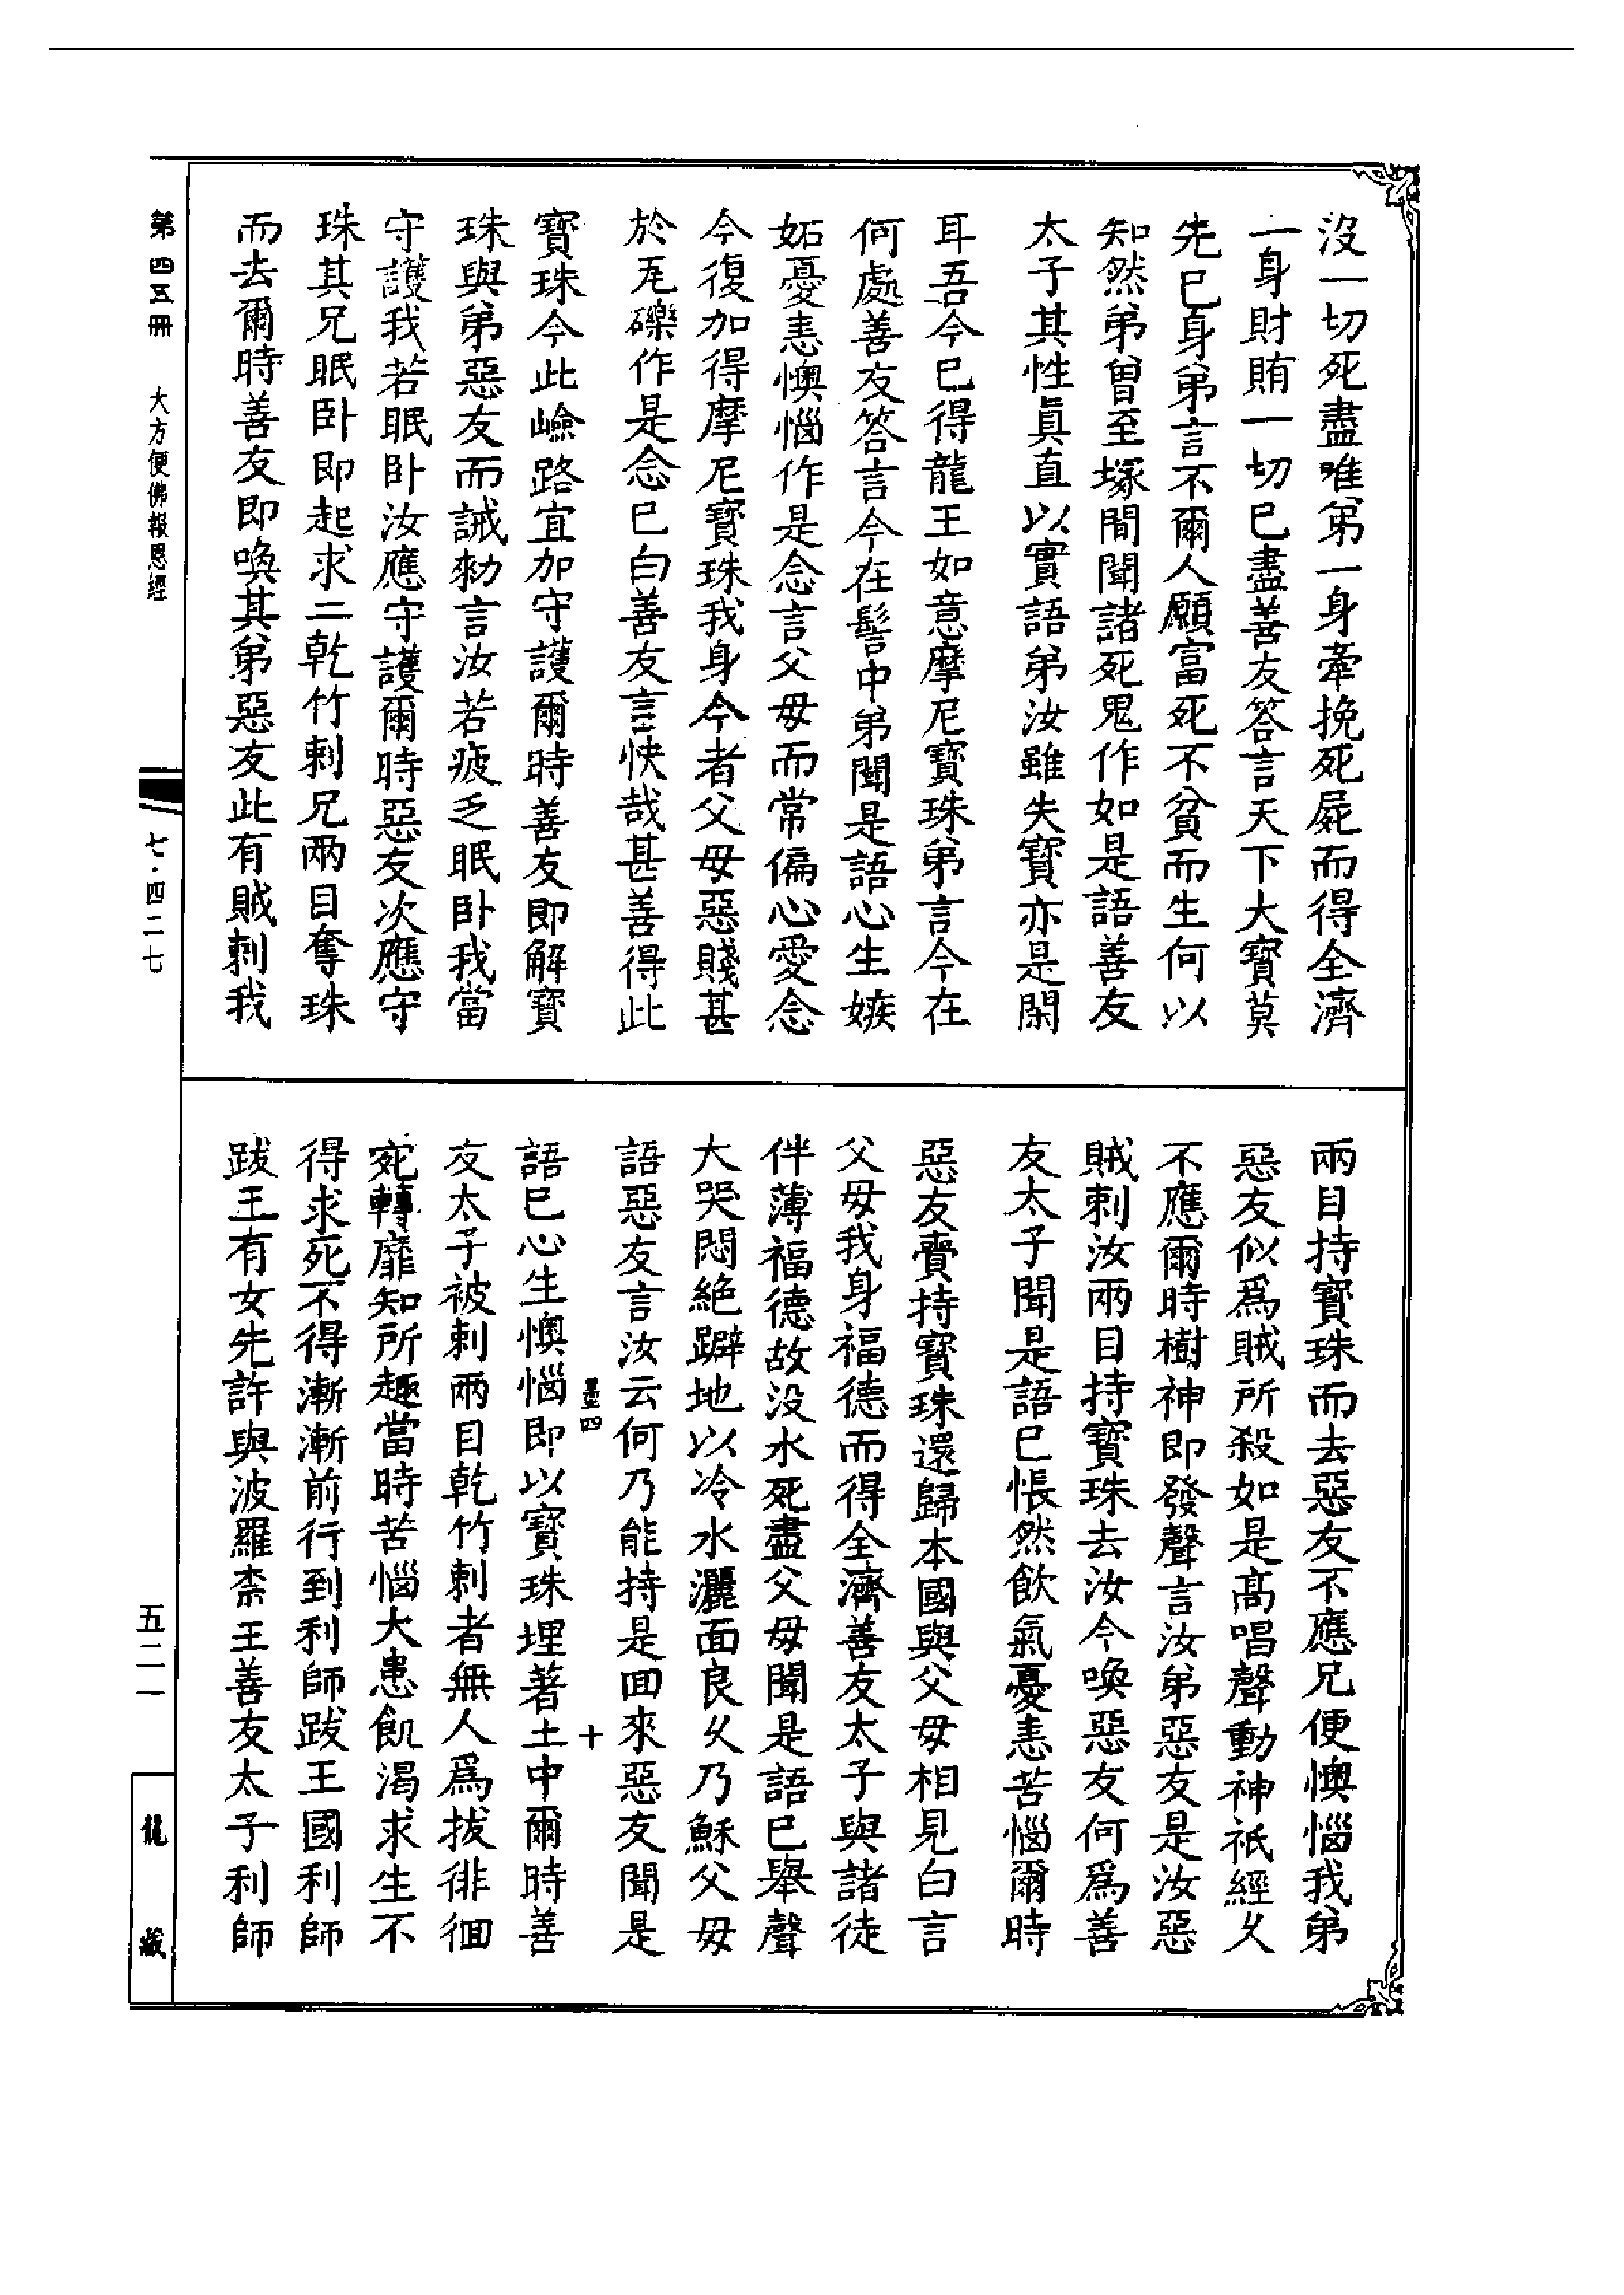 沒一切死盡唯弟一身牽挽死屍而得全濟
一身財賄一切已盡善友答言天下大寶莫
先已身弟言不爾人願富死不貧而生何以
知然弟曾至塚間聞諸死鬼作如是語善友
太子其性眞直以實語弟汝雖失寶亦是閑
耳吾今已得龍王如意摩尼寶珠弟言今在
何處善友答言今在髻中弟聞是語心生嫉
妬憂恚懊惱作是念言父母而常偏心愛念
今復加得摩尼寶珠我身今者父母惡賤甚
於瓦礫作是念已白善友言快哉甚善得此
寶珠今此嶮路宜加守護爾時善友即解寶
珠與弟惡友而誡勑言汝若疲乏眠卧我當
守護我若眠卧汝應守護爾時惡友次應守
珠其兄眠卧即起求二乾竹刺兄兩目奪珠
而去爾時善友即喚其弟惡友此有賊刺我
兩目持寶珠而去惡友不應兄便懊惱我弟
惡友似爲賊所殺如是高唱聲動神祇經久
不應爾時樹神即發聲言汝弟惡友是汝惡
賊刺汝兩目持寶珠去汝今喚惡友何爲善
友太子聞是語已悵然飲氣憂恚苦惱爾時
惡友賷持寶珠還歸本國與父母相見白言
父母我身福德而得全濟善友太子與諸徒
伴薄福德故没水死盡父母聞是語已舉聲
大哭悶絶躃地以冷水灑面良久乃穌父母
語惡友言汝云何乃能持是面來惡友聞是
語已心生懊惱即以寶珠埋著土中爾時善
友太子被刺兩目乾竹刺者無人爲拔徘徊
宛轉靡知所趣當時苦惱大患飢渴求生不
得求死不得漸漸前行到利師跋王國利師
跋王有女先許與波羅柰王善友太子利師
四
十
第四五冊
大方便佛報恩經
七·四二七
五二一
龍藏